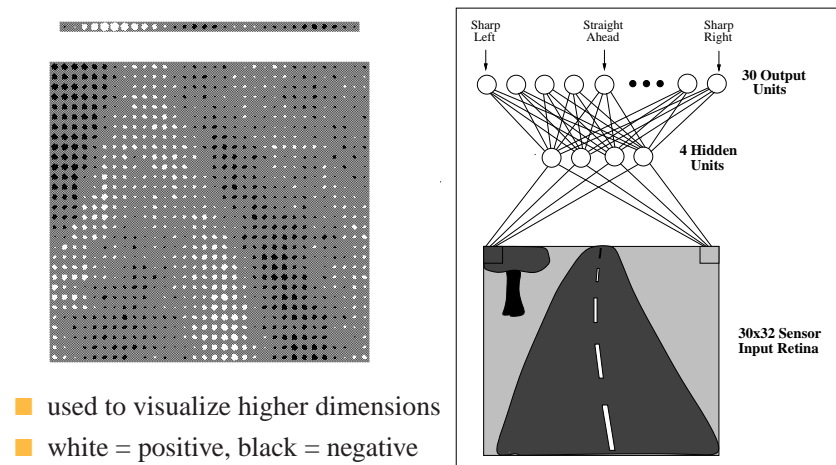 used to visualize higher dimensions
white = positive, black = negative
Sharp Left
Straight Ahead
Sharp Right
30 Output Units
4 Hidden Units
30x32 Sensor Input Retina